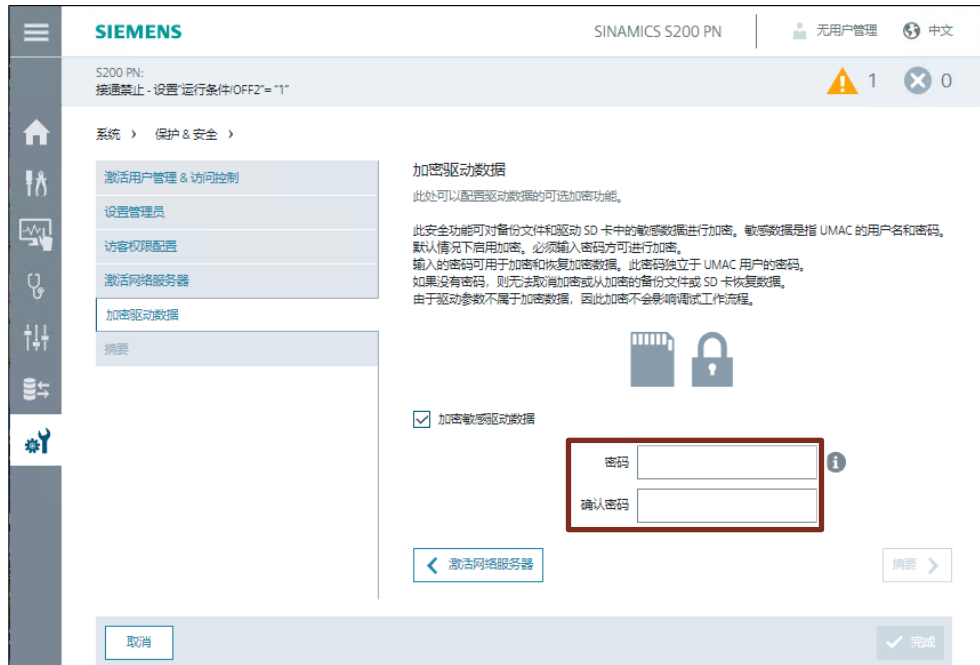 SIEMENS
SINAMICS S200 PN
无用户管理
中文
S200 PN:
接通禁止 - 设置"运行条件/OFF2"= "1"
1
0
系统 › 保护 & 安全 ›
激活用户管理 & 访问控制
设置管理员
访客权限配置
激活网络服务器
加密驱动数据
摘要
加密驱动数据
此处可以配置驱动数据的可选加密功能。
此安全功能可对备份文件和驱动 SD 卡中的敏感数据进行加密。敏感数据是指 UMAC 的用户名和密码。
默认情况下启用加密。必须输入密码方可进行加密。
输入的密码可用于加密和恢复加密数据。此密码独立于 UMAC 用户的密码。
如果没有密码，则无法取消加密或从加密的备份文件或 SD 卡恢复数据。
由于驱动参数不属于加密数据，因此加密不会影响调试工作流程。
加密敏感驱动数据
密码
确认密码
激活网络服务器
摘要
取消
完成